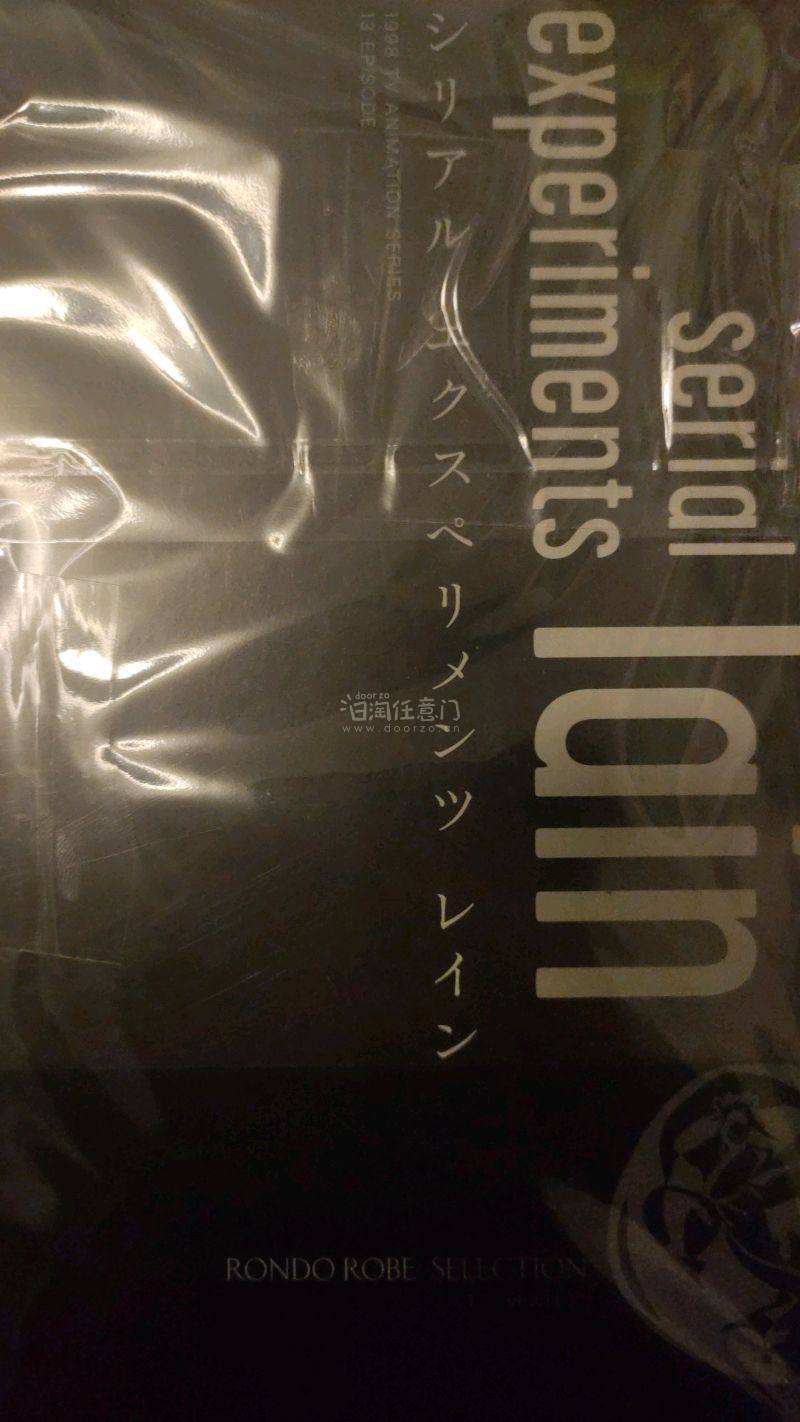 serial
experiments
lain
シリアルエクスペリメンツ レイン
1998 TV ANIMATION SERIES
13 EPISODE
doorzo
旧淘任意门
www.doorzo.cn
RONDO ROBE SELECTION